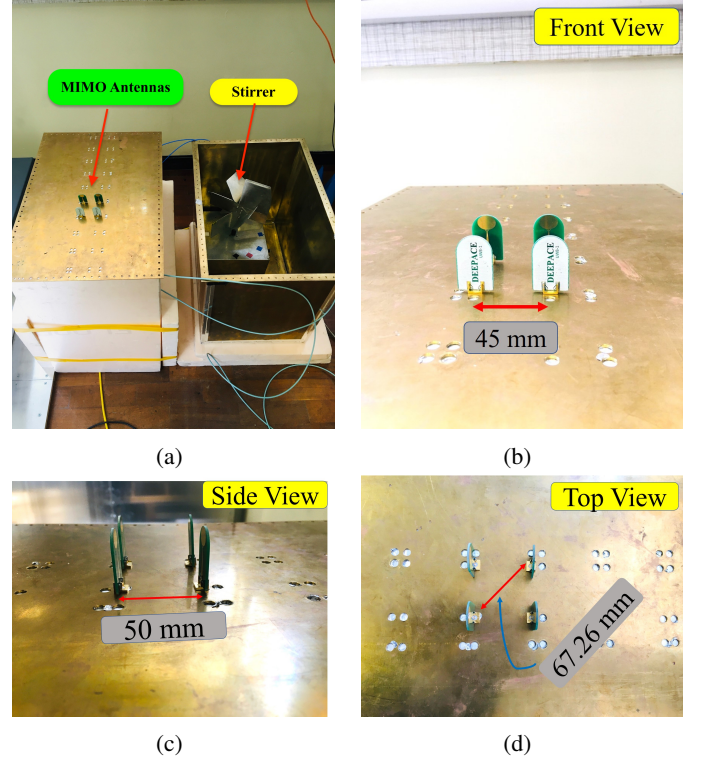 MIMO Antennas
Stirrer
(a)
Front View
DEEPACE
DEEPACE
45 mm
(b)
Side View
50 mm
(c)
Top View
67.26 mm
(d)